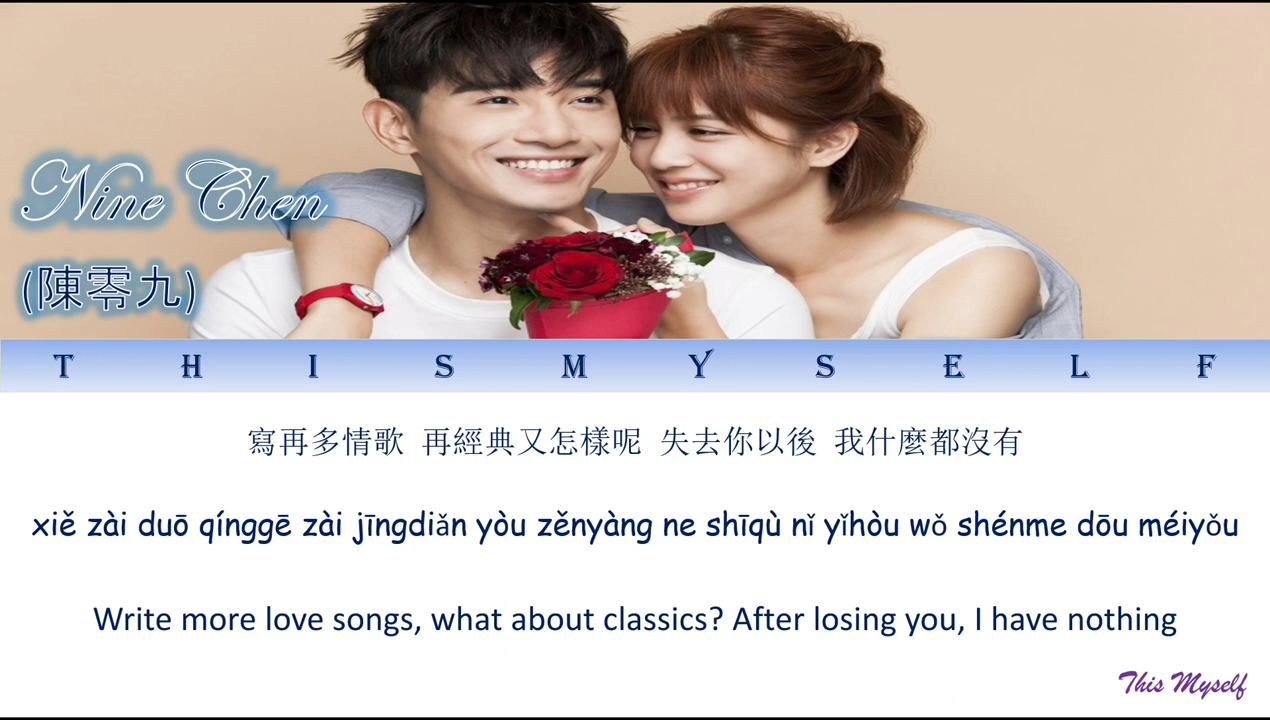 Nine Chen
(陳零九)
T H I S M Y S E L F
寫再多情歌 再經典又怎樣呢 失去你以後 我什麼都沒有
xiě zài duō qínggē zài jīngdiǎn yòu zěnyàng ne shīqù nǐ yǐhòu wǒ shénme dōu méiyǒu
Write more love songs, what about classics? After losing you, I have nothing
This Myself